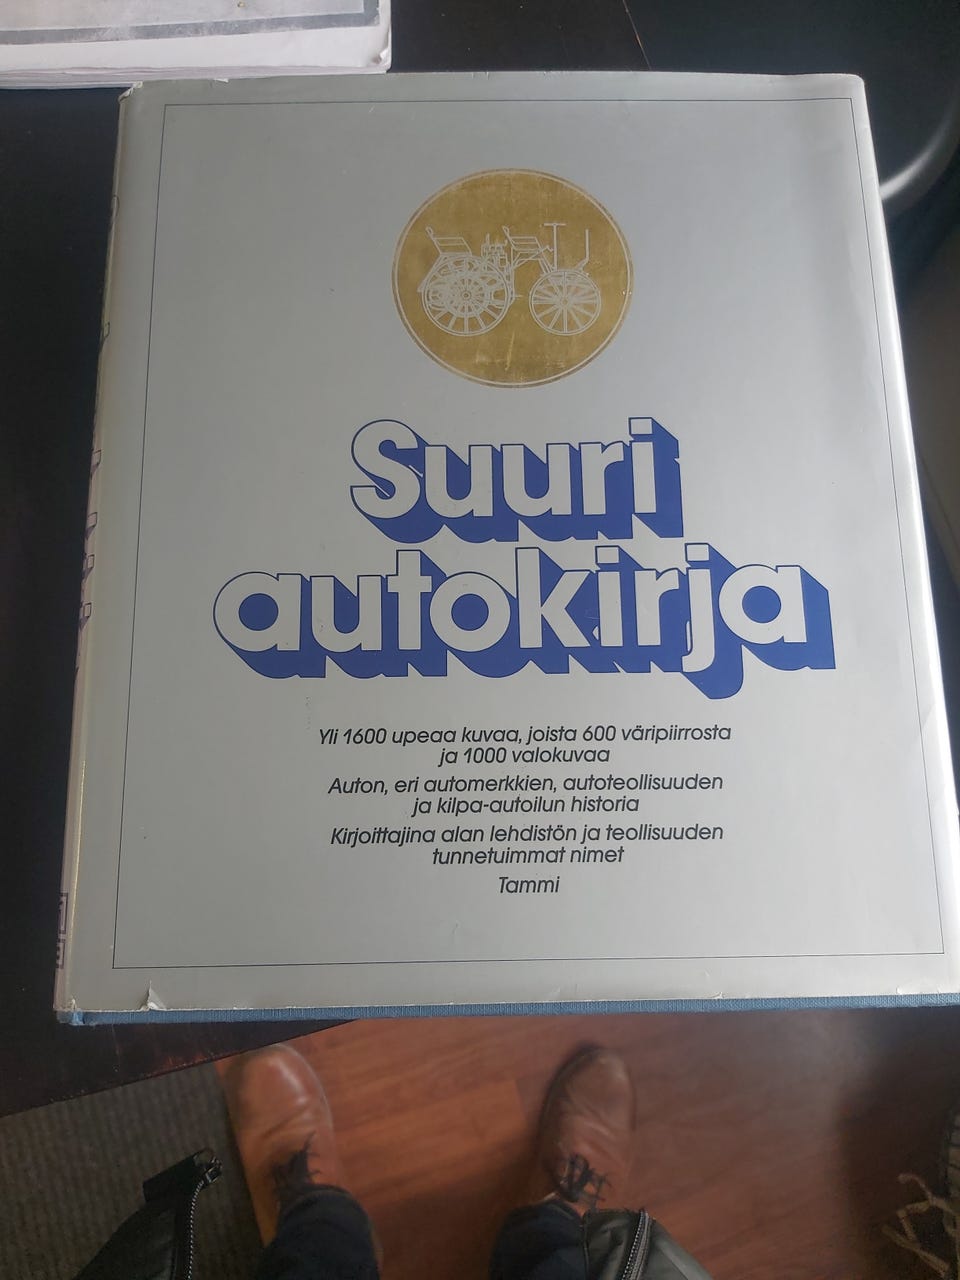 Suuri
autokirja
Yli 1600 upeaa kuvaa, joista 600 väripiirrosta
ja 1000 valokuvaa
Auton, eri automerkkien, autoteollisuuden
ja kilpa-autoilun historia
Kirjoittajina alan lehdistön ja teollisuuden
tunnetuimmat nimet
Tammi